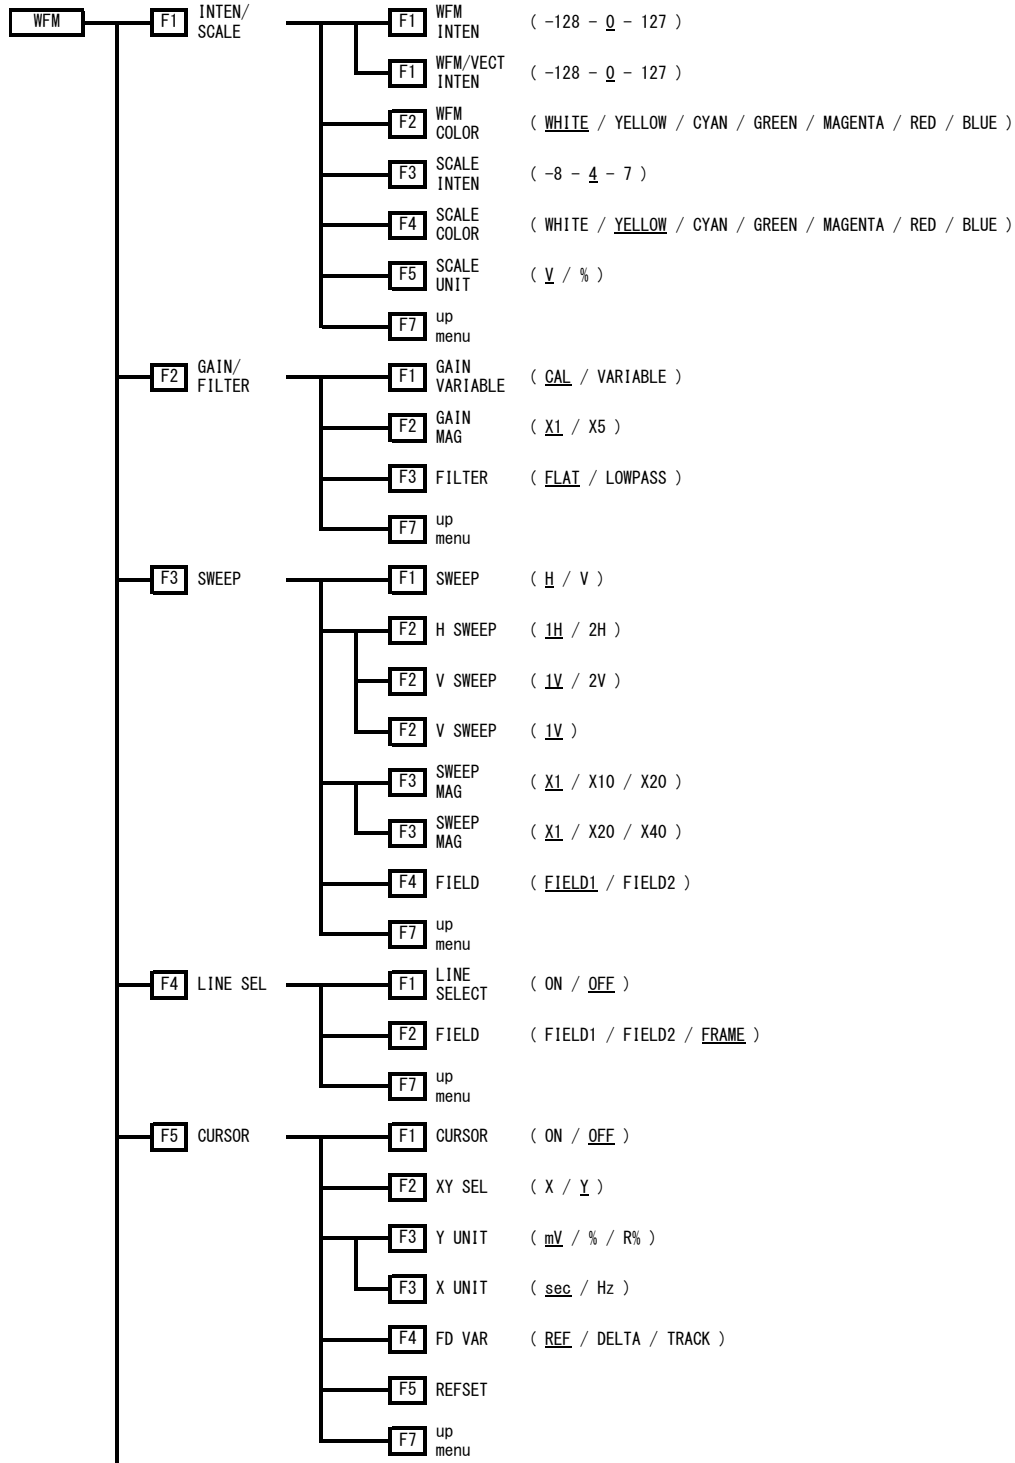 WFM F1 INTEN/ F1 WFM ( -128 - 0 - 127 )
SCALE INTEN
F1 WFM/VECT ( -128 - 0 - 127 )
INTEN
F2 WFM ( WHITE / YELLOW / CYAN / GREEN / MAGENTA / RED / BLUE )
COLOR
F3 SCALE ( -8 - 4 - 7 )
INTEN
F4 SCALE ( WHITE / YELLOW / CYAN / GREEN / MAGENTA / RED / BLUE )
COLOR
F5 SCALE ( V / % )
UNIT
F7 up
menu
F2 GAIN/ F1 GAIN ( CAL / VARIABLE )
FILTER VARIABLE
F2 GAIN ( X1 / X5 )
MAG
F3 FILTER ( FLAT / LOWPASS )
F7 up
menu
F3 SWEEP F1 SWEEP ( H / V )
F2 H SWEEP ( 1H / 2H )
F2 V SWEEP ( 1V / 2V )
F2 V SWEEP ( 1V )
F3 SWEEP ( X1 / X10 / X20 )
MAG
F3 SWEEP ( X1 / X20 / X40 )
MAG
F4 FIELD ( FIELD1 / FIELD2 )
F7 up
menu
F4 LINE SEL F1 LINE ( ON / OFF )
SELECT
F2 FIELD ( FIELD1 / FIELD2 / FRAME )
F7 up
menu
F5 CURSOR F1 CURSOR ( ON / OFF )
F2 XY SEL ( X / Y )
F3 Y UNIT ( mV / % / R% )
F3 X UNIT ( sec / Hz )
F4 FD VAR ( REF / DELTA / TRACK )
F5 REFSET
F7 up
menu